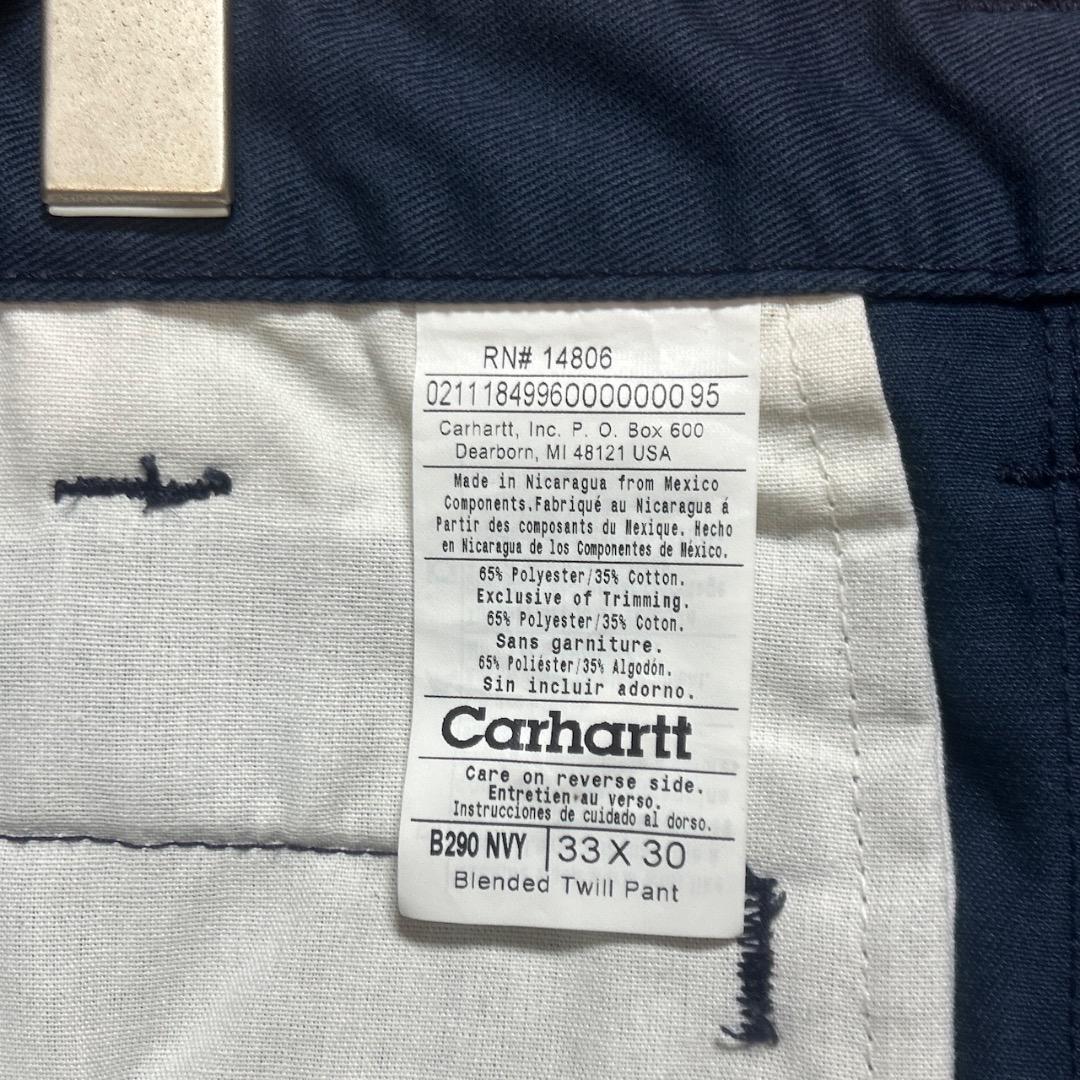 RN# 14806
0211184996000000095
Carhartt, Inc. P. O. Box 600
Dearborn, MI 48121 USA
Made in Nicaragua from Mexico
Components.Fabriqué au Nicaragua á
Partir des composants du Mexique. Hecho
en Nicaragua de los Componentes de México.
65% Polyester/35% Cotton.
Exclusive of Trimming.
65% Polyester/35% Coton.
Sans garniture.
65% Poliéster/35% Algodón.
Sin incluir adorno.
Carhartt
Care on reverse side.
Entretien au verso.
Instrucciones de cuidado al dorso.
B290 NVY 33 X 30
Blended Twill Pant